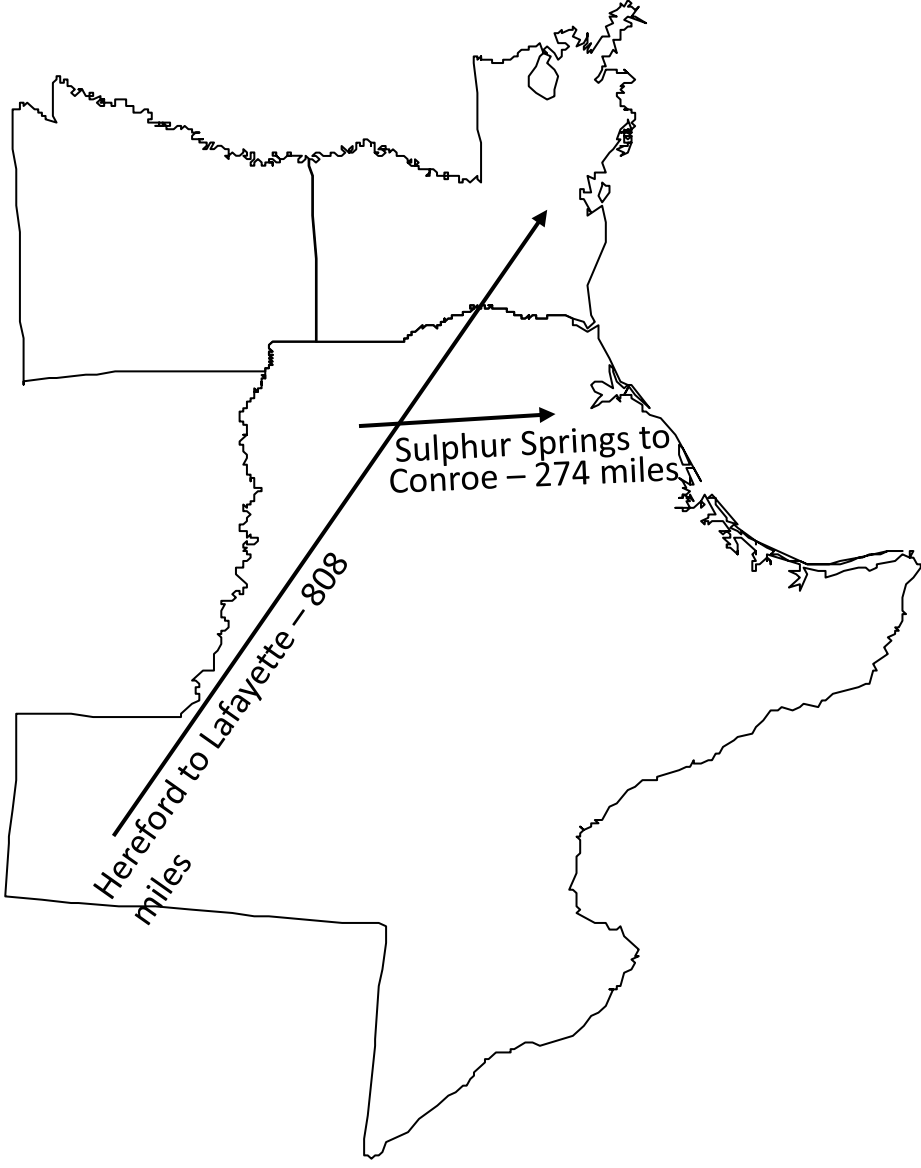 Sulphur Springs to
Conroe – 274 miles
Hereford to Lafayette – 808
miles